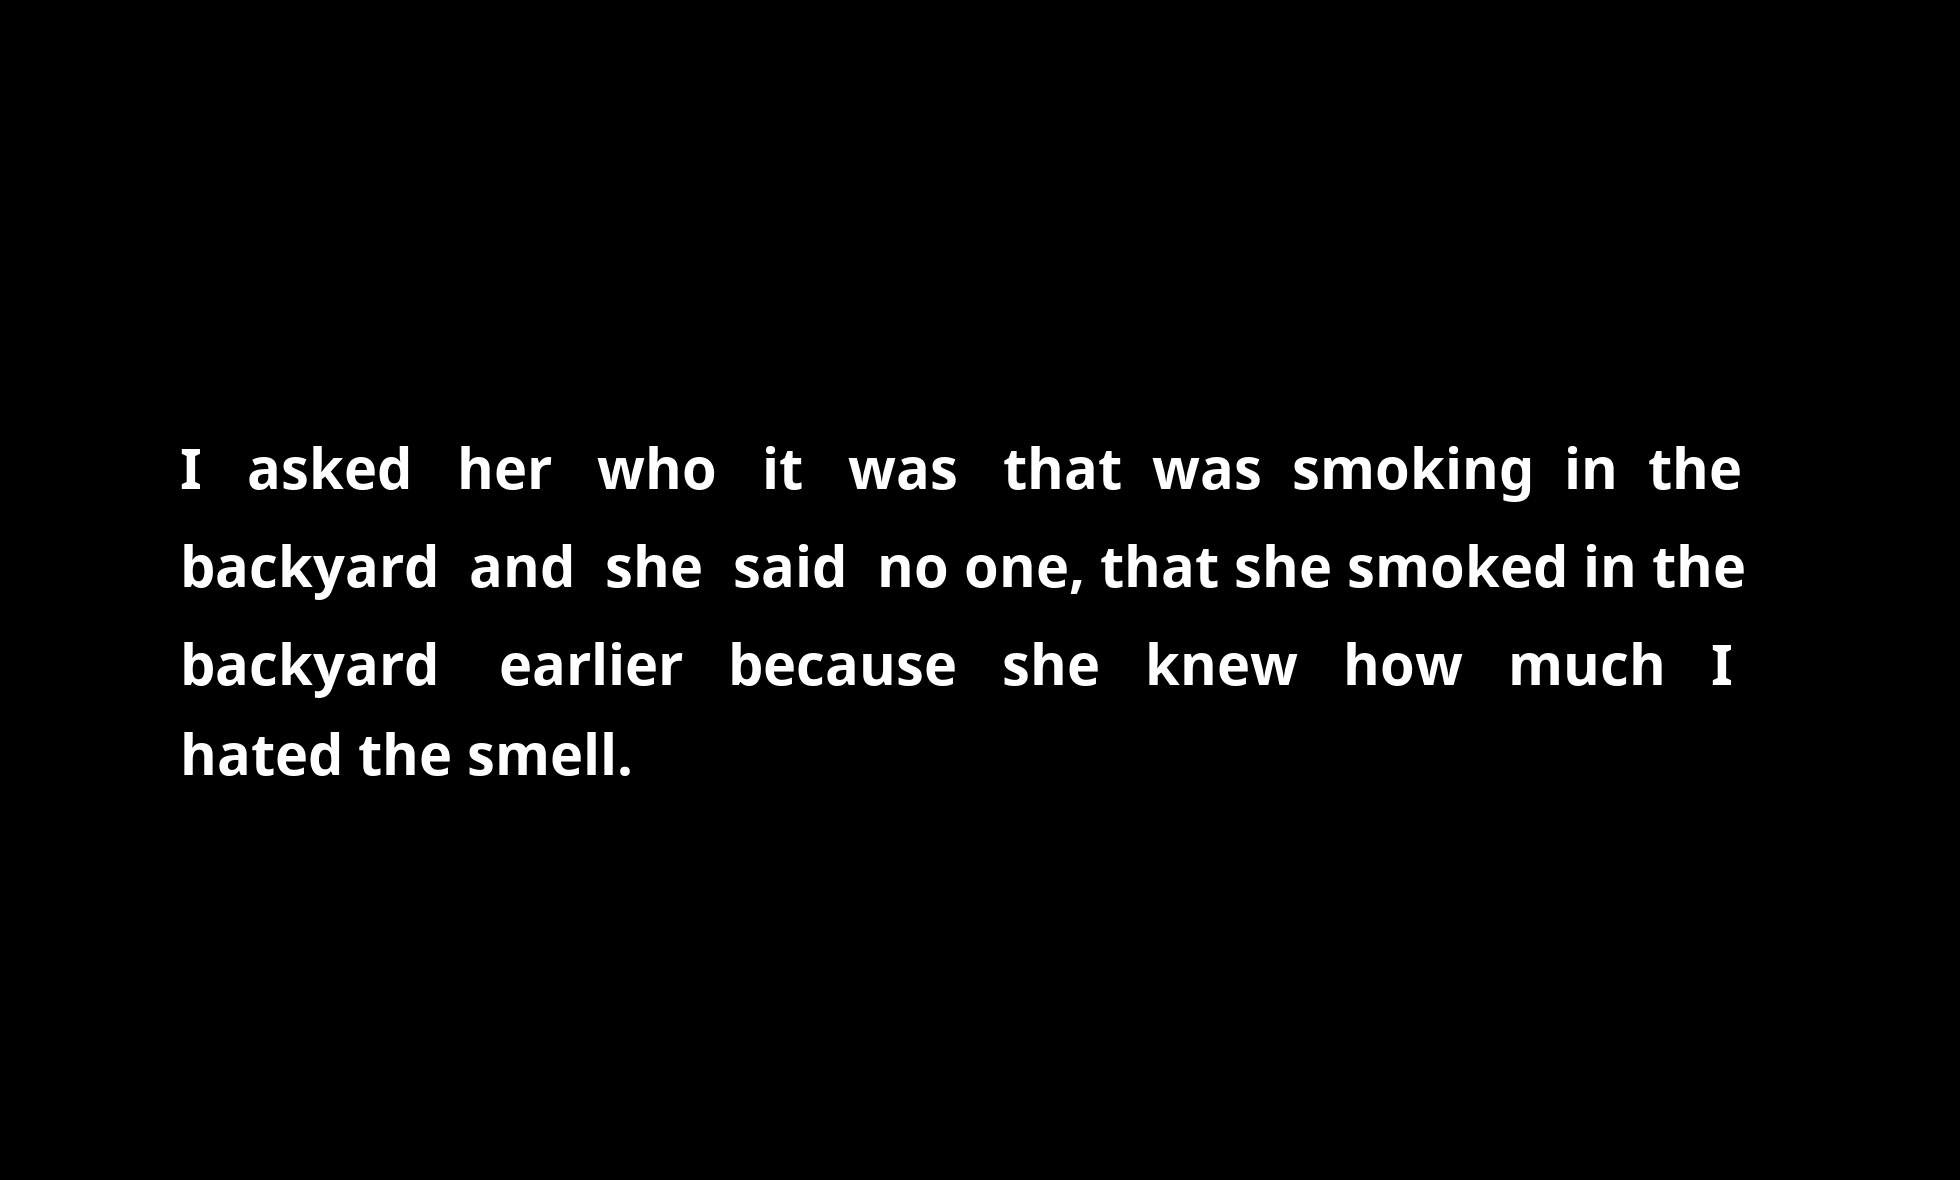 I asked her who it was that was smoking in the
backyard and she said no one, that she smoked in the
backyard earlier because she knew how much I
hated the smell.